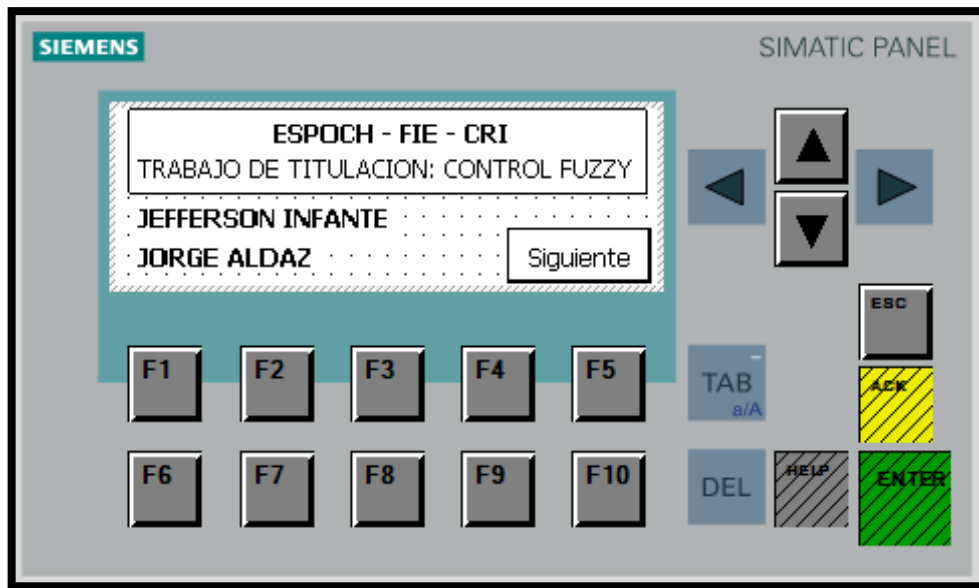 SIEMENS
SIMATIC PANEL
ESPOCH - FIE - CRI
TRABAJO DE TITULACION: CONTROL FUZZY
JEFFERSON INFANTE
JORGE ALDAZ
Siguiente
ESC
F1 F2 F3 F4 F5
TAB
a/A
ACK
F6 F7 F8 F9 F10
DEL
HELP
ENTER